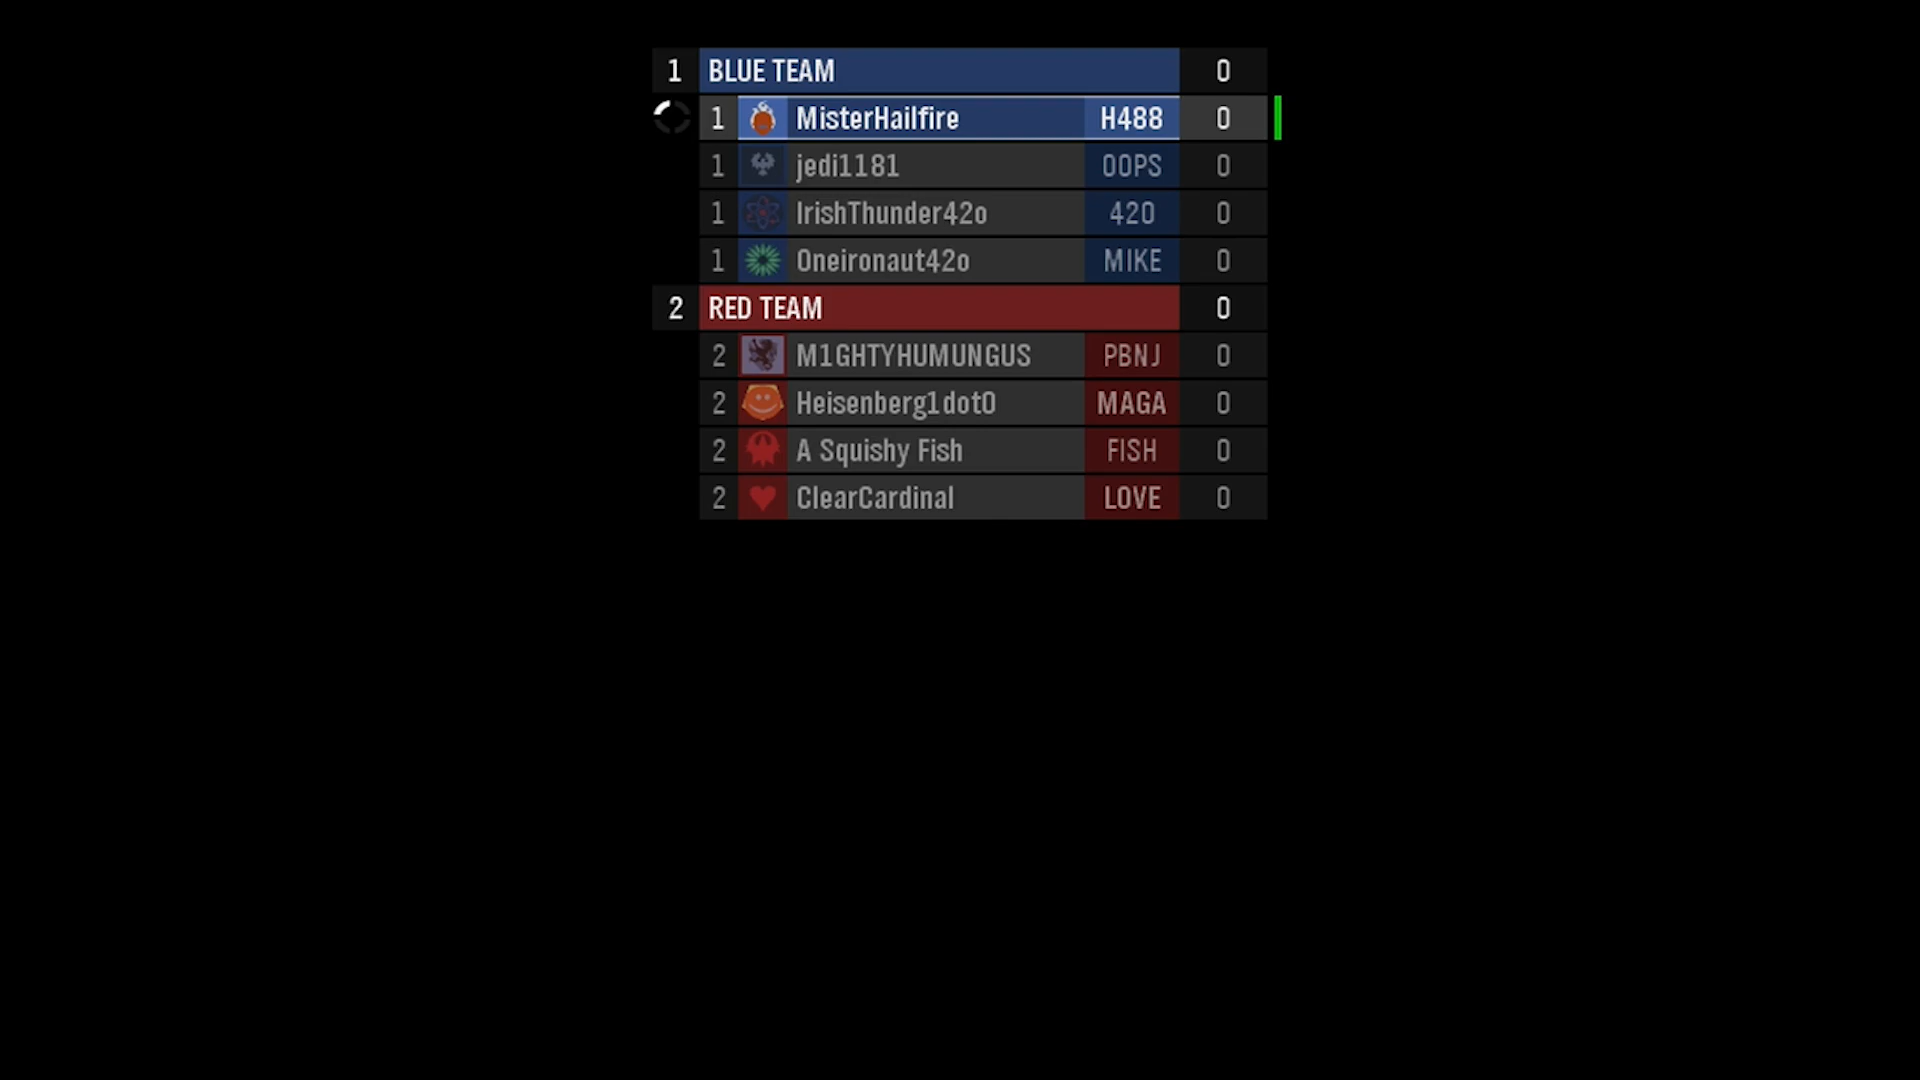 1 BLUE TEAM 0
1 MisterHailfire H488 0
1 jedi1181 OOPS 0
1 IrishThunder42o 420 0
1 Oneironaut42o MIKE 0
2 RED TEAM 0
2 M1GHTYHUMUNGUS PBNJ 0
2 Heisenberg1dot0 MAGA 0
2 A Squishy Fish FISH 0
2 ClearCardinal LOVE 0